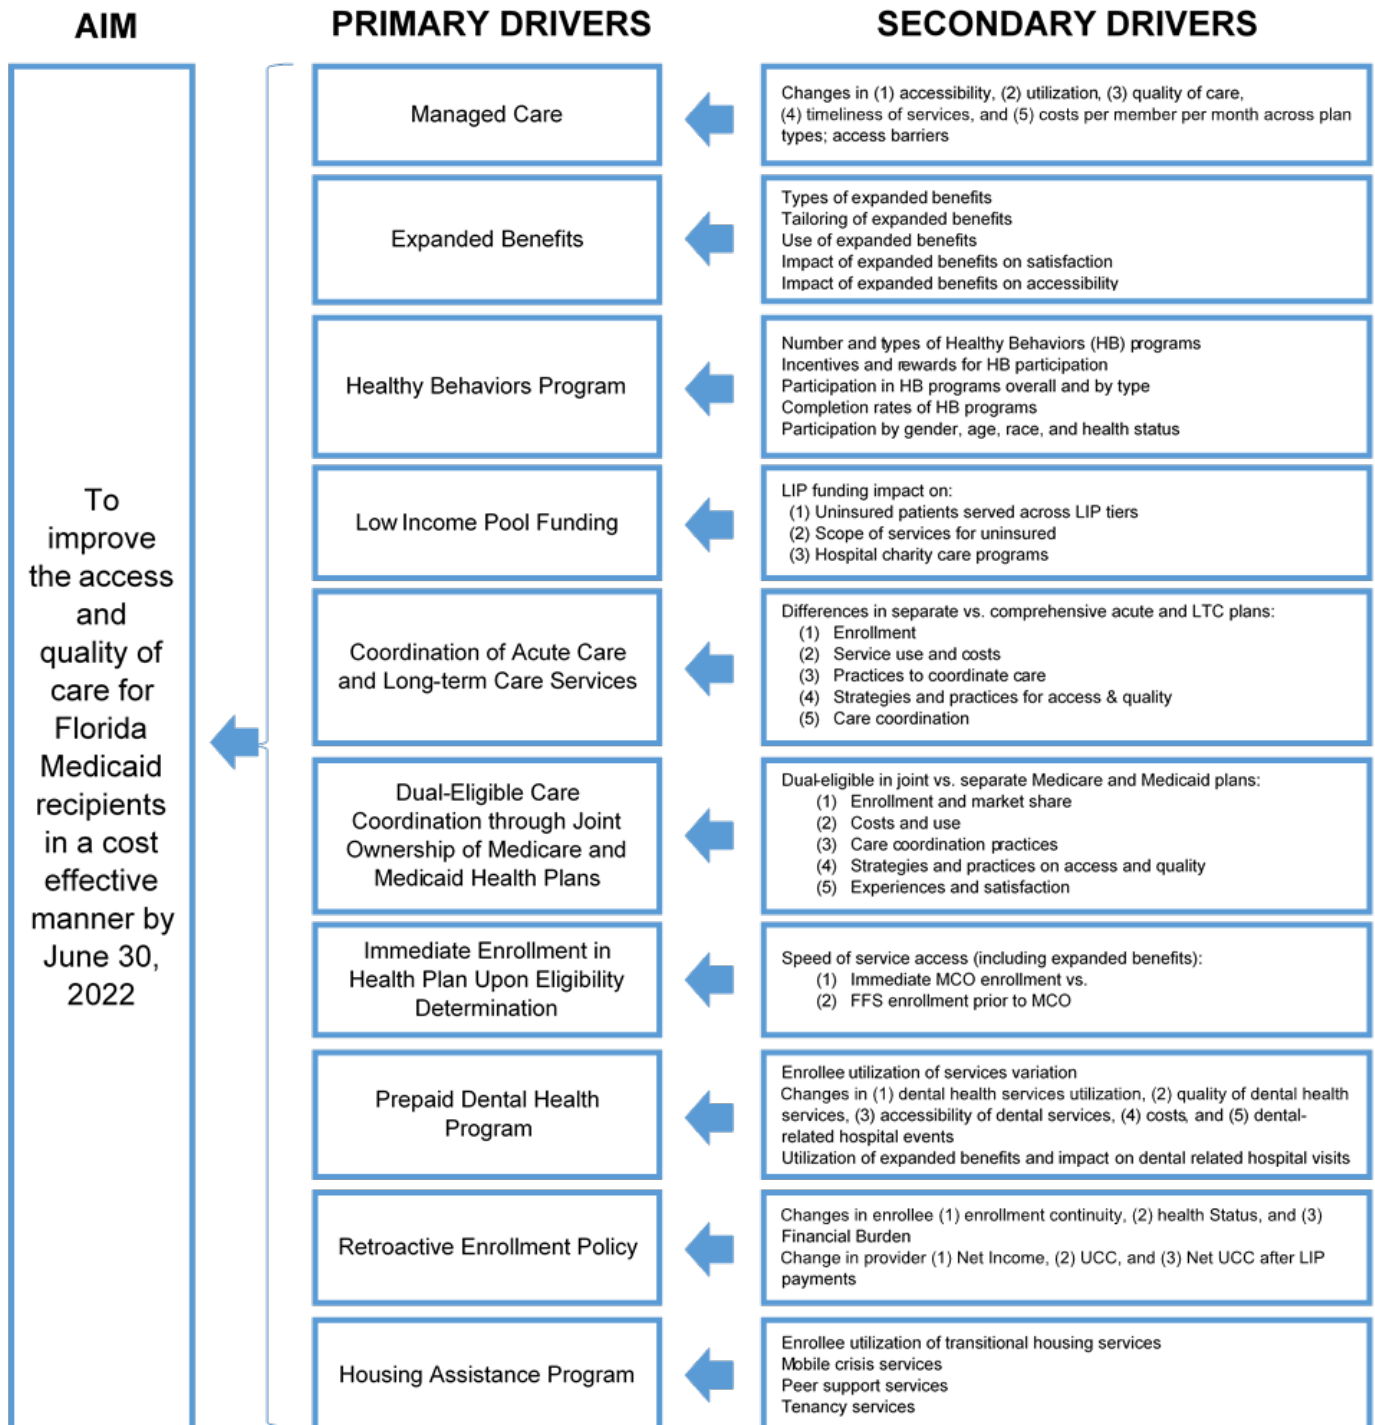 AIM
PRIMARY DRIVERS
SECONDARY DRIVERS
To
improve
the access
and
quality of
care for
Florida
Medicaid
recipients
in a cost
effective
manner by
June 30,
2022
Managed Care
Changes in (1) accessibility, (2) utilization, (3) quality of care,
(4) timeliness of services, and (5) costs per member per month across plan
types; access barriers
Expanded Benefits
Types of expanded benefits
Tailoring of expanded benefits
Use of expanded benefits
Impact of expanded benefits on satisfaction
Impact of expanded benefits on accessibility
Healthy Behaviors Program
Number and types of Healthy Behaviors (HB) programs
Incentives and rewards for HB participation
Participation in HB programs overall and by type
Completion rates of HB programs
Participation by gender, age, race, and health status
Low Income Pool Funding
LIP funding impact on:
(1) Uninsured patients served across LIP tiers
(2) Scope of services for uninsured
(3) Hospital charity care programs
Coordination of Acute Care
and Long-term Care Services
Differences in separate vs. comprehensive acute and LTC plans:
(1) Enrollment
(2) Service use and costs
(3) Practices to coordinate care
(4) Strategies and practices for access & quality
(5) Care coordination
Dual-Eligible Care
Coordination through Joint
Ownership of Medicare and
Medicaid Health Plans
Dual-eligible in joint vs. separate Medicare and Medicaid plans:
(1) Enrollment and market share
(2) Costs and use
(3) Care coordination practices
(4) Strategies and practices on access and quality
(5) Experiences and satisfaction
Immediate Enrollment in
Health Plan Upon Eligibility
Determination
Speed of service access (including expanded benefits):
(1) Immediate MCO enrollment vs.
(2) FFS enrollment prior to MCO
Prepaid Dental Health
Program
Enrollee utilization of services variation
Changes in (1) dental health services utilization, (2) quality of dental health
services, (3) accessibility of dental services, (4) costs, and (5) dental-
related hospital events
Utilization of expanded benefits and impact on dental related hospital visits
Retroactive Enrollment Policy
Changes in enrollee (1) enrollment continuity, (2) health Status, and (3)
Financial Burden
Change in provider (1) Net Income, (2) UCC, and (3) Net UCC after LIP
payments
Housing Assistance Program
Enrollee utilization of transitional housing services
Mobile crisis services
Peer support services
Tenancy services